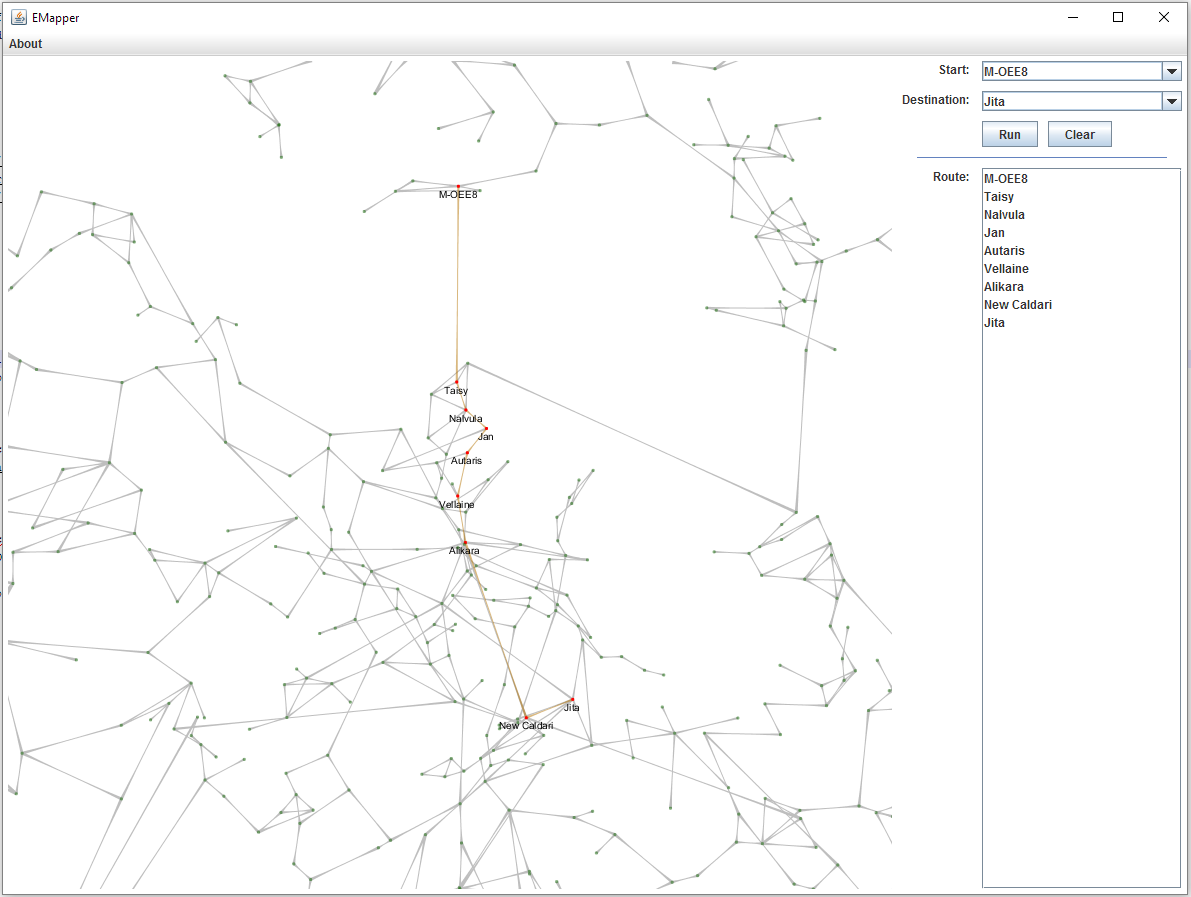 EMapper
About
Start:
M-OEE8
Destination:
Jita
Run
Clear
Route:
M-OEE8
Taisy
Nalvula
Jan
Autaris
Vellaine
Alikara
New Caldari
Jita
M-OEE8
Taisy
Nalvula
Jan
Autaris
Vellaine
Alikara
Jita
New Caldari